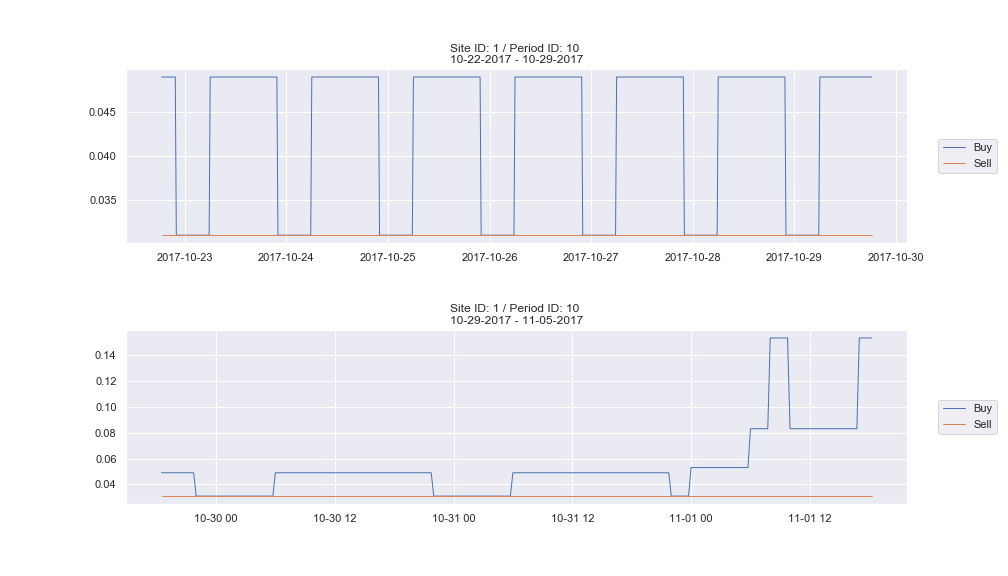 Site ID: 1 / Period ID: 10
10-22-2017 - 10-29-2017
0.045
0.040
0.035
Buy
Sell
2017-10-23 2017-10-24 2017-10-25 2017-10-26 2017-10-27 2017-10-28 2017-10-29 2017-10-30
Site ID: 1 / Period ID: 10
10-29-2017 - 11-05-2017
0.14
0.12
0.10
0.08
0.06
0.04
Buy
Sell
10-30 00 10-30 12 10-31 00 10-31 12 11-01 00 11-01 12